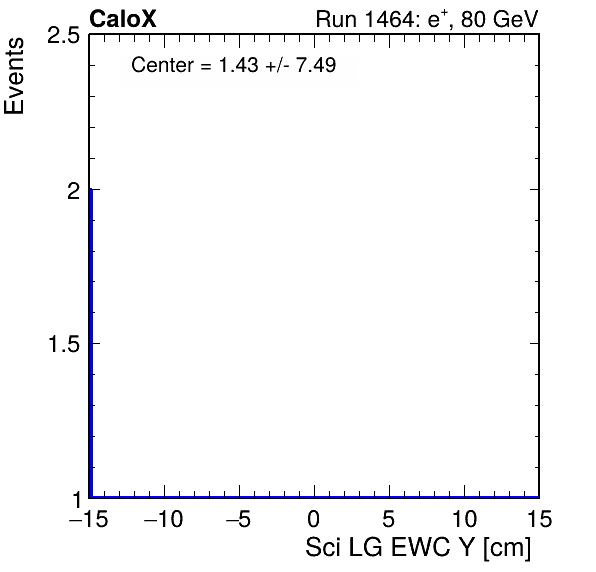 CaloX Run 1464: e+, 80 GeV
Center = 1.43 +/- 7.49
Events
2.5
2
1.5
1
−15 −10 −5 0 5 10 15
Sci LG EWC Y [cm]